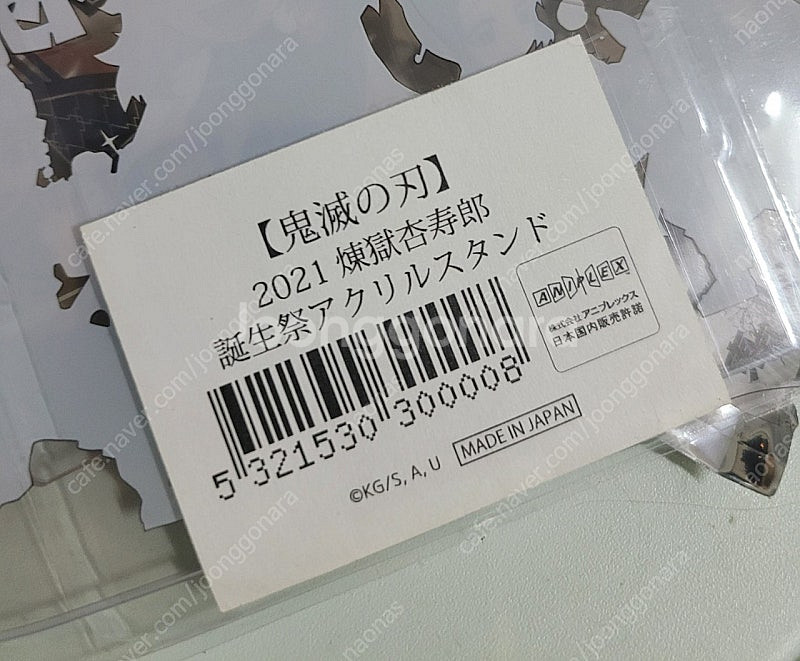 【鬼滅の刃】
2021 煉獄杏寿郎
誕生祭アクリルスタンド
ANIPLEX
株式会社アニプレックス
日本国内販売許諾
5 321530 300008
MADE IN JAPAN
©KG/S, A, U
joonggonara
cafe.naver.com/joonggonara
naonas